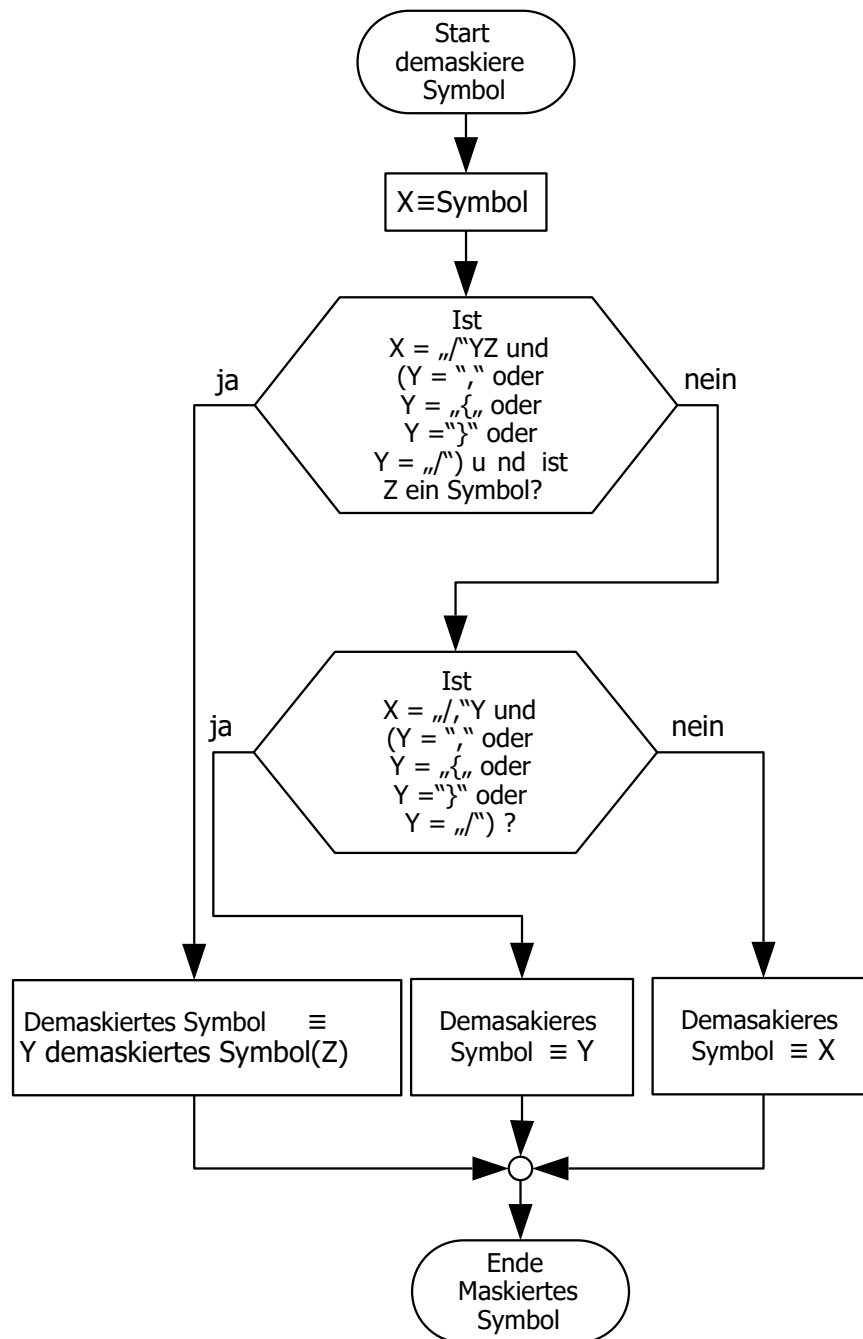 Start
demaskiere
Symbol
X≡Symbol
Ist
X = „/“YZ und
(Y = “,“ oder
Y = „{„ oder
Y =“}“ oder
Y = „/“) u nd ist
Z ein Symbol?
ja
nein
Ist
X = „/,“Y und
(Y = “,“ oder
Y = „{„ oder
Y =“}“ oder
Y = „/“) ?
ja
nein
Demaskiertes Symbol ≡
Y demaskiertes Symbol(Z)
Demasakieres
Symbol ≡ Y
Demasakieres
Symbol ≡ X
Ende
Maskiertes
Symbol